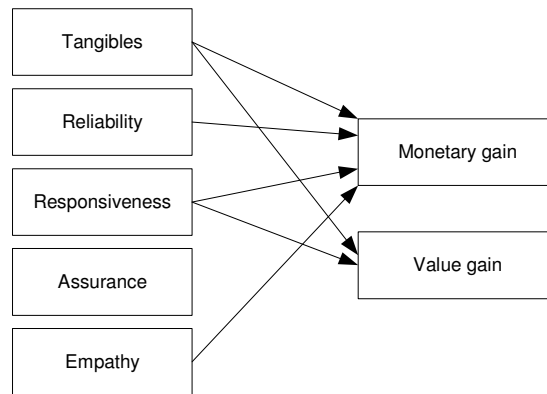 Tangibles
Reliability
Responsiveness
Assurance
Empathy
Monetary gain
Value gain